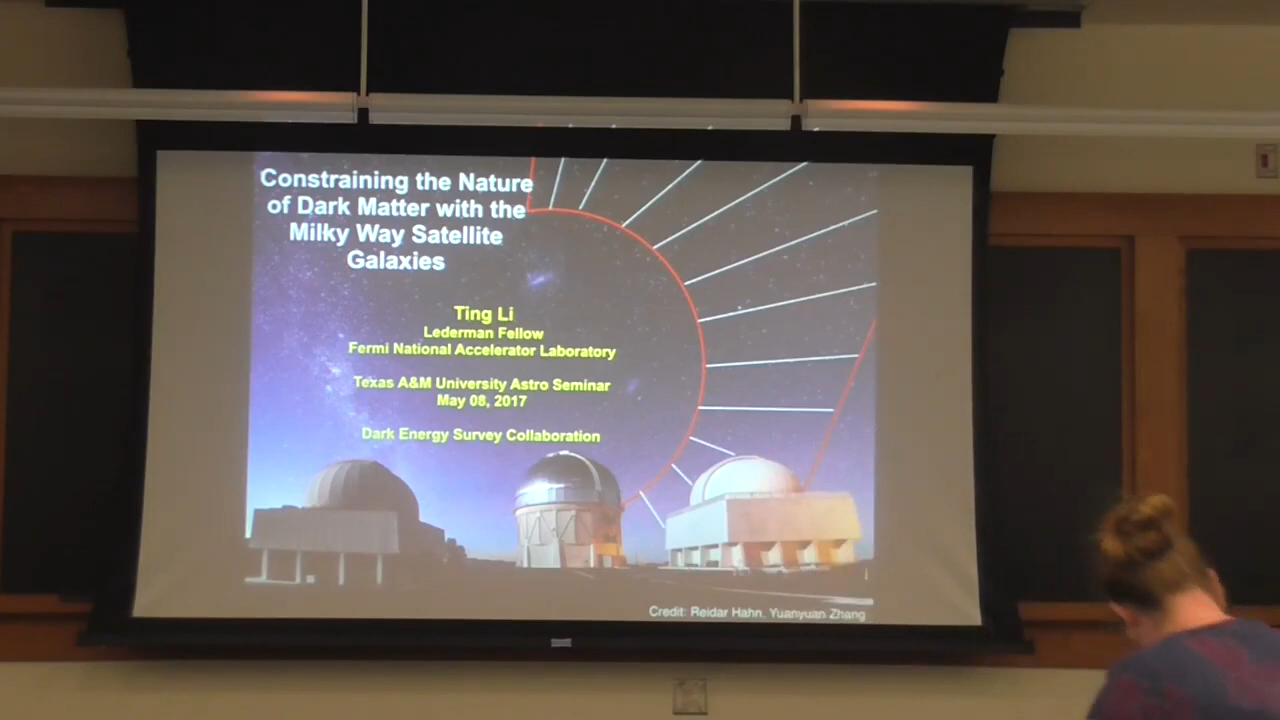 Constraining the Nature
of Dark Matter with the
Milky Way Satellite
Galaxies
Ting Li
Lederman Fellow
Fermi National Accelerator Laboratory
Texas A&M University Astro Seminar
May 08, 2017
Dark Energy Survey Collaboration
Credit: Reidar Hahn, Yuanyuan Zhang